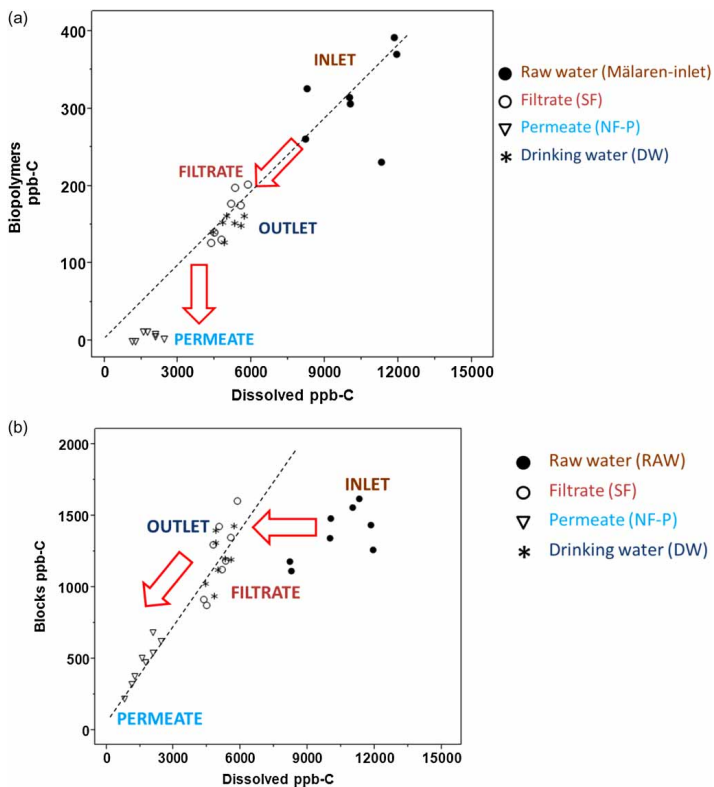 (a)
400
300
200
100
0
Biopolymers
ppb-C
INLET
FILTRATE
OUTLET
PERMEATE
0 3000 6000 9000 12000 15000
Dissolved ppb-C
Raw water (Mälaren-inlet)
Filtrate (SF)
Permeate (NF-P)
Drinking water (DW)
(b)
2000
1500
1000
500
0
Blocks ppb-C
INLET
OUTLET
FILTRATE
PERMEATE
0 3000 6000 9000 12000 15000
Dissolved ppb-C
Raw water (RAW)
Filtrate (SF)
Permeate (NF-P)
Drinking water (DW)